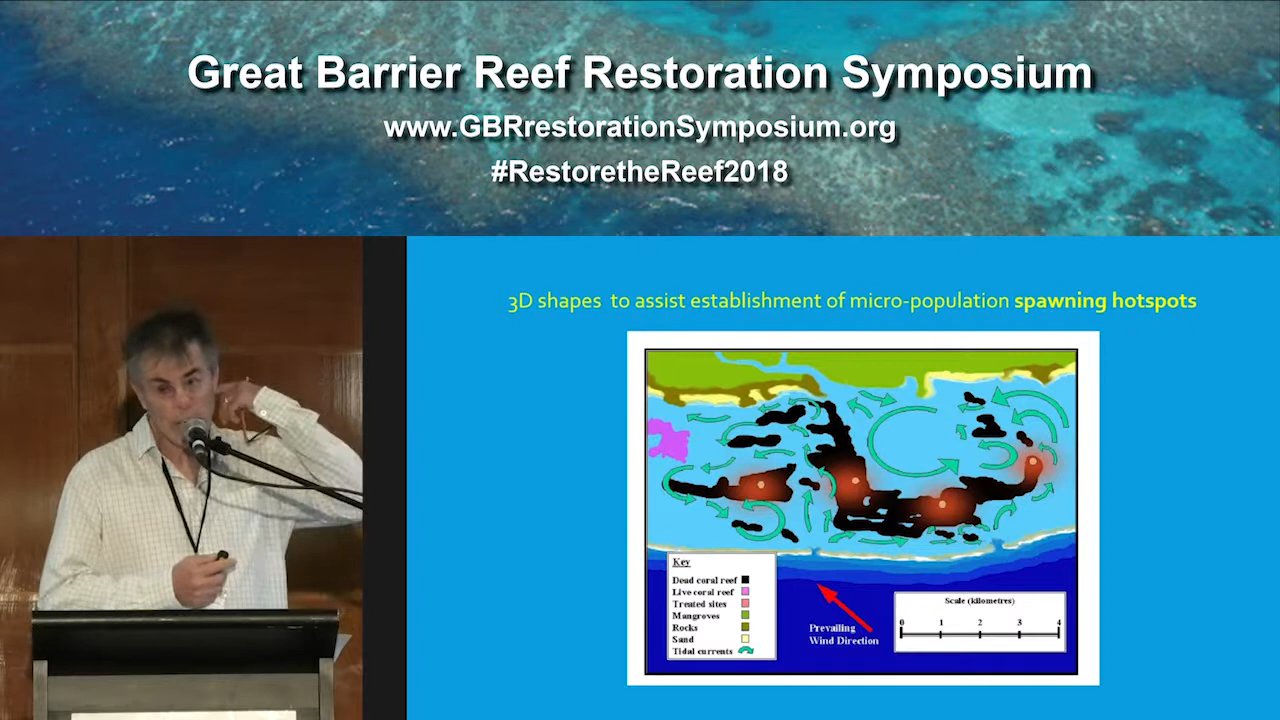 Great Barrier Reef Restoration Symposium
www.GBRrestorationSymposium.org
#RestoretheReef2018
3D shapes to assist establishment of micro-population spawning hotspots
Key
Dead coral reef
Live coral reef
Treated sites
Mangroves
Rocks
Sand
Tidal currents
Prevailing
Wind Direction
Scale (kilometres)
0 1 2 3 4